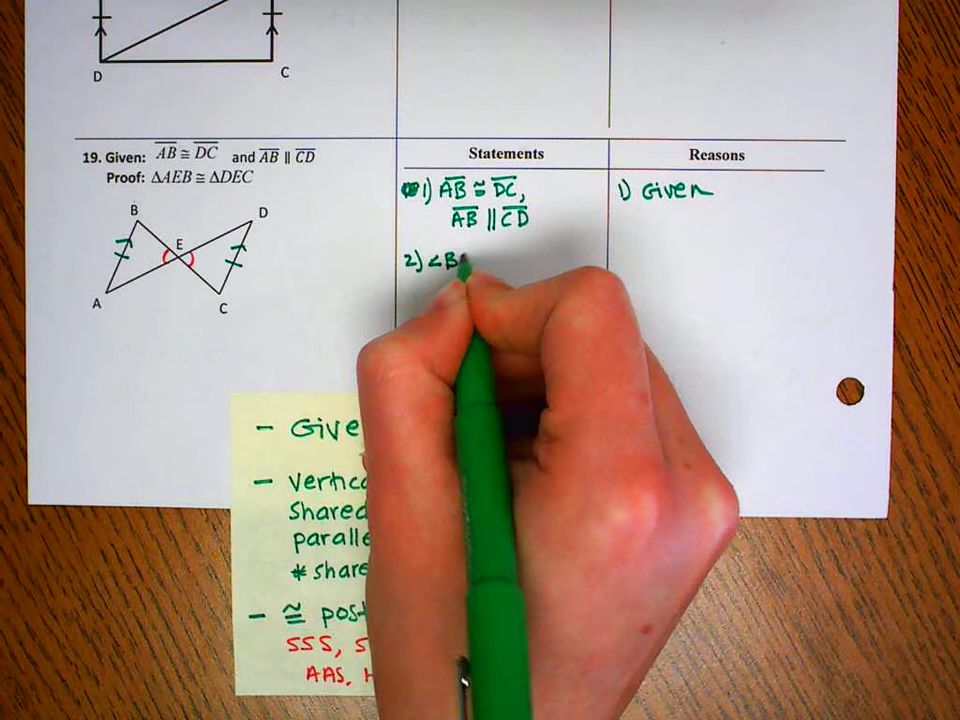 D
C
19. Given: AB ≅ DC and AB ∥ CD
Proof: ΔAEB ≅ ΔDEC
B
D
E
A
C
Statements
Reasons
1) AB ≅ DC,
AB ∥ CD
1) Given
2) ∠B
- Give
- Vertic
Shared
paralle
* share
- ≅ post
SSS, S
AAS, H